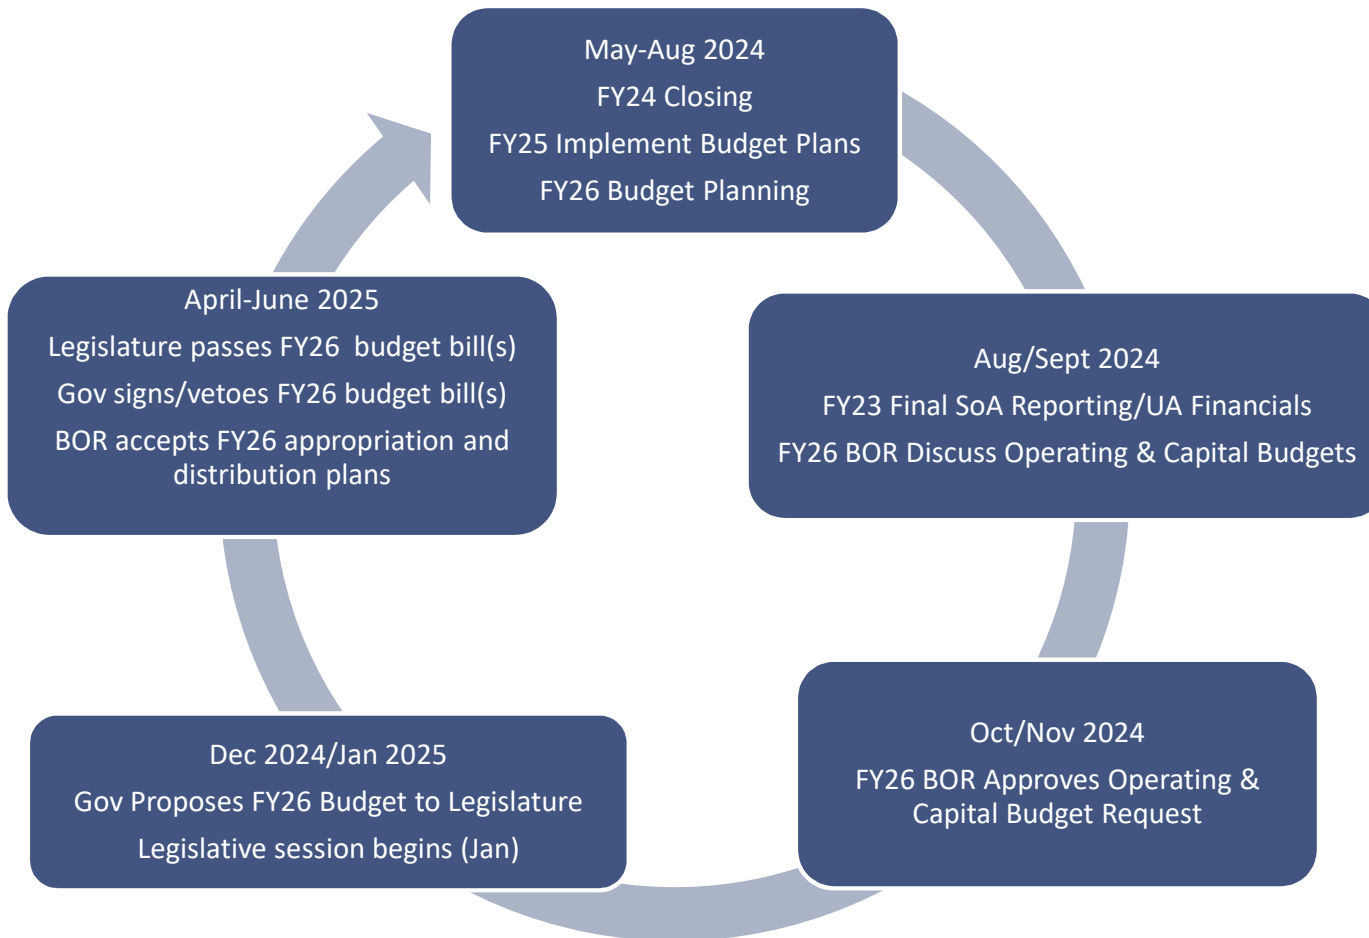 May-Aug 2024
FY24 Closing
FY25 Implement Budget Plans
FY26 Budget Planning
Aug/Sept 2024
FY23 Final SoA Reporting/UA Financials
FY26 BOR Discuss Operating & Capital Budgets
Oct/Nov 2024
FY26 BOR Approves Operating &
Capital Budget Request
Dec 2024/Jan 2025
Gov Proposes FY26 Budget to Legislature
Legislative session begins (Jan)
April-June 2025
Legislature passes FY26  budget bill(s)
Gov signs/vetoes FY26 budget bill(s)
BOR accepts FY26 appropriation and
distribution plans